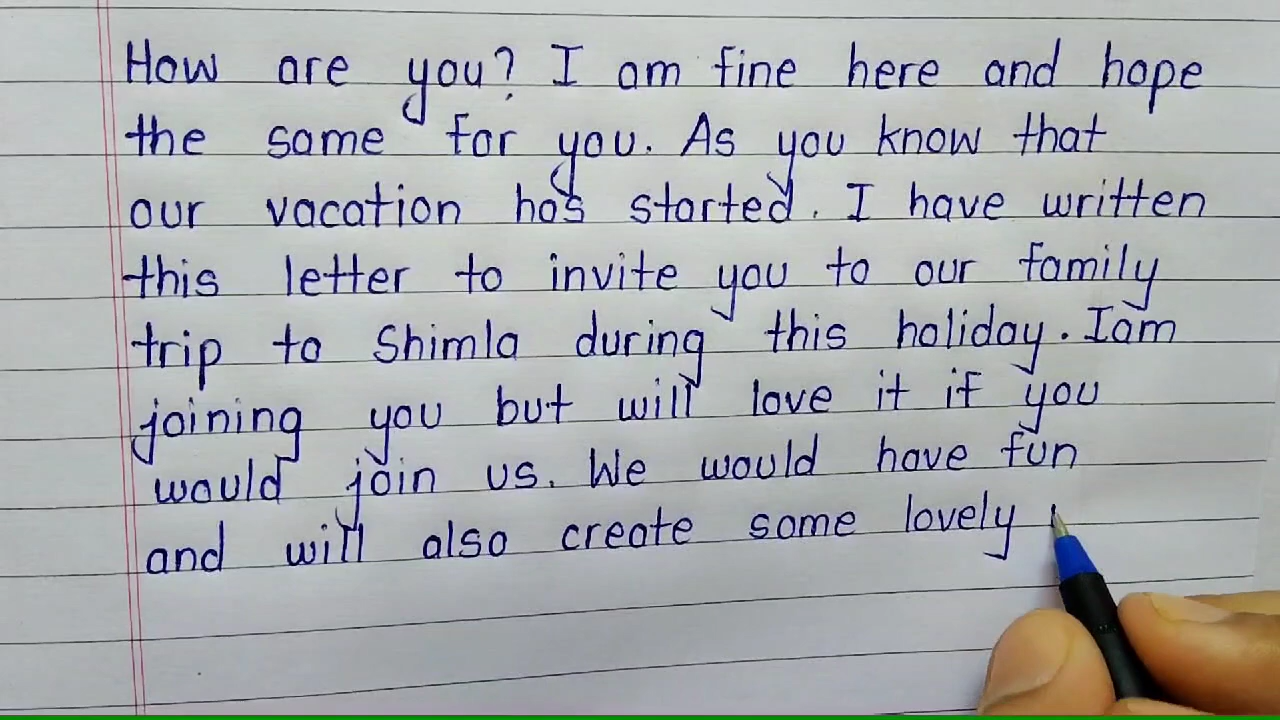 How are you? I am fine here and hope
the same for you. As you know that
our vacation has started. I have written
this letter to invite you to our family
trip to Shimla during this holiday. I am
joining you but will love it if you
would join us. We would have fun
and will also create some lovely